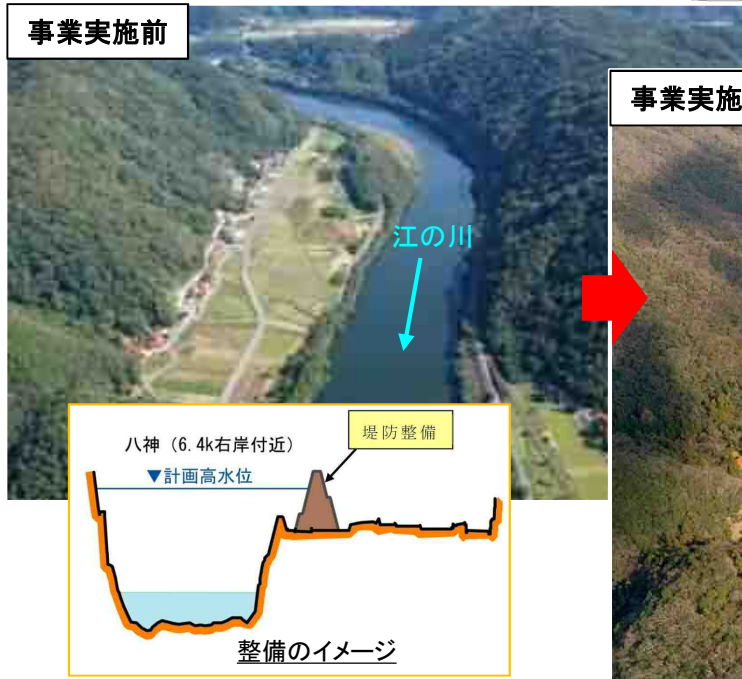 事業実施前
事業実施
江の川
八神（6.4k右岸付近）
堤防整備
▼計画高水位
整備のイメージ